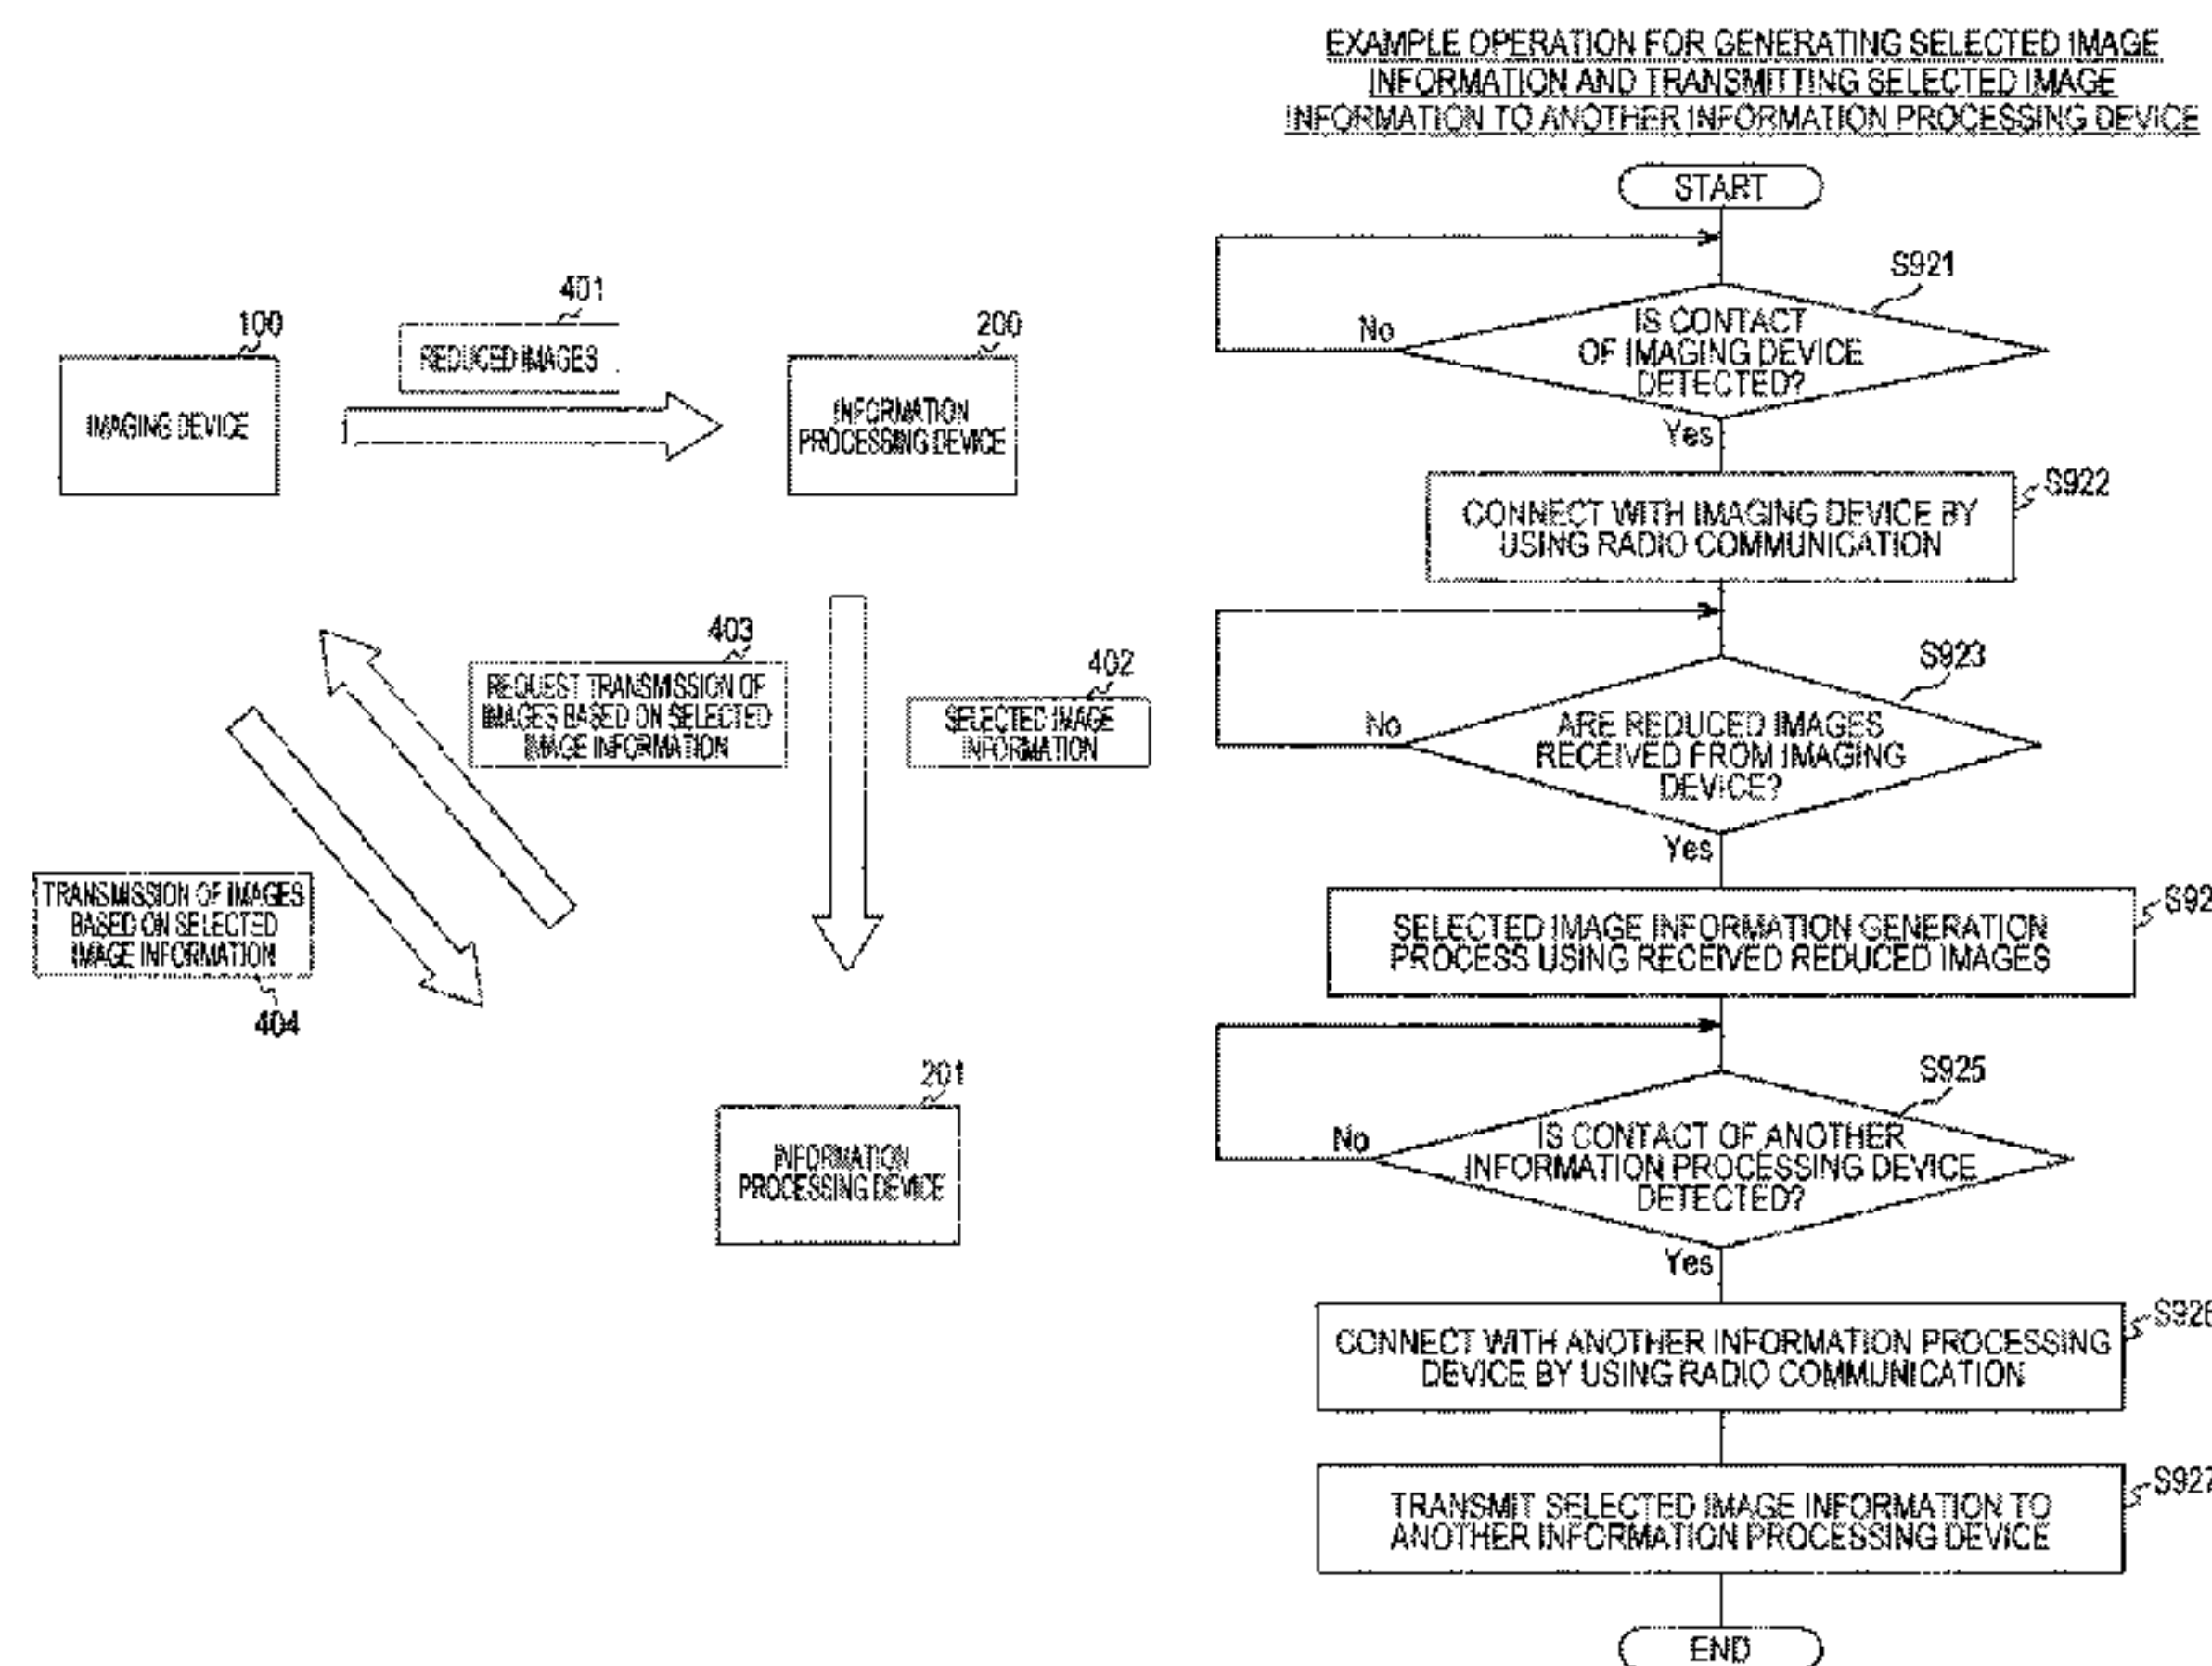 100
IMAGING DEVICE
401
REDUCED IMAGES
200
INFORMATION
PROCESSING DEVICE
403
REQUEST TRANSMISSION OF
IMAGES BASED ON SELECTED
IMAGE INFORMATION
402
SELECTED IMAGE
INFORMATION
TRANSMISSION OF IMAGES
BASED ON SELECTED
IMAGE INFORMATION
404
201
INFORMATION
PROCESSING DEVICE
EXAMPLE OPERATION FOR GENERATING SELECTED IMAGE
INFORMATION AND TRANSMITTING SELECTED IMAGE
INFORMATION TO ANOTHER INFORMATION PROCESSING DEVICE
START
S921
IS CONTACT
OF IMAGING DEVICE
DETECTED?
No
Yes
S922
CONNECT WITH IMAGING DEVICE BY
USING RADIO COMMUNICATION
S923
ARE REDUCED IMAGES
RECEIVED FROM IMAGING
DEVICE?
No
Yes
S92
SELECTED IMAGE INFORMATION GENERATION
PROCESS USING RECEIVED REDUCED IMAGES
S925
IS CONTACT OF ANOTHER
INFORMATION PROCESSING DEVICE
DETECTED?
No
Yes
S926
CONNECT WITH ANOTHER INFORMATION PROCESSING
DEVICE BY USING RADIO COMMUNICATION
S927
TRANSMIT SELECTED IMAGE INFORMATION TO
ANOTHER INFORMATION PROCESSING DEVICE
END